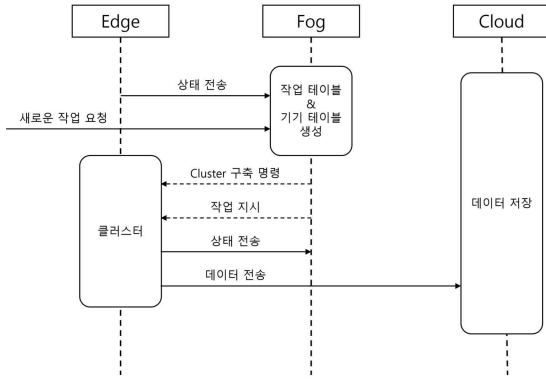 Edge
Fog
Cloud
상태 전송
새로운 작업 요청
작업 테이블
&
기기 테이블
생성
Cluster 구축 명령
작업 지시
클러스터
상태 전송
데이터 전송
데이터 저장